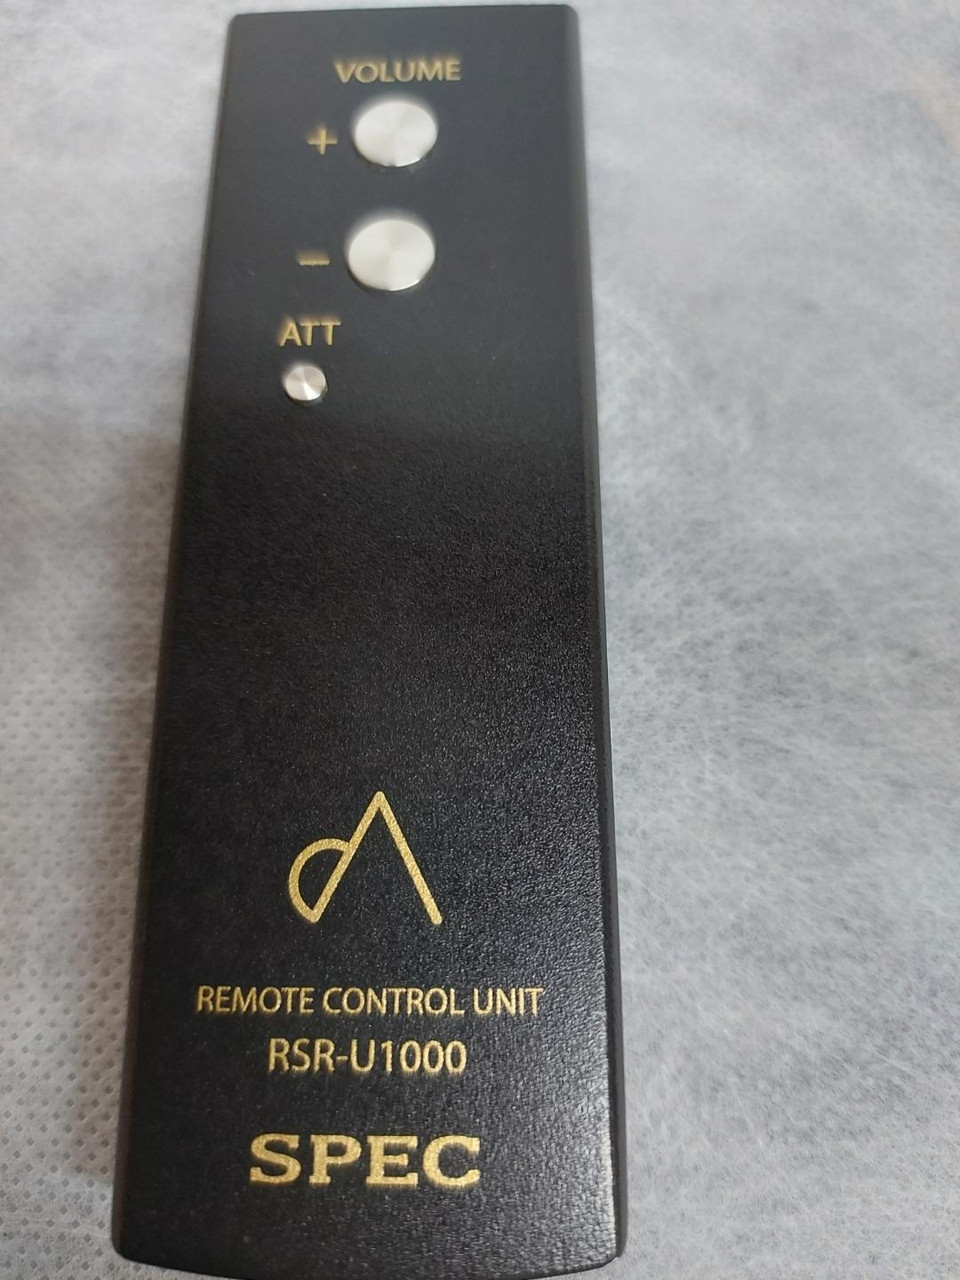 VOLUME
+
−
ATT
REMOTE CONTROL UNIT
RSR-U1000
SPEC